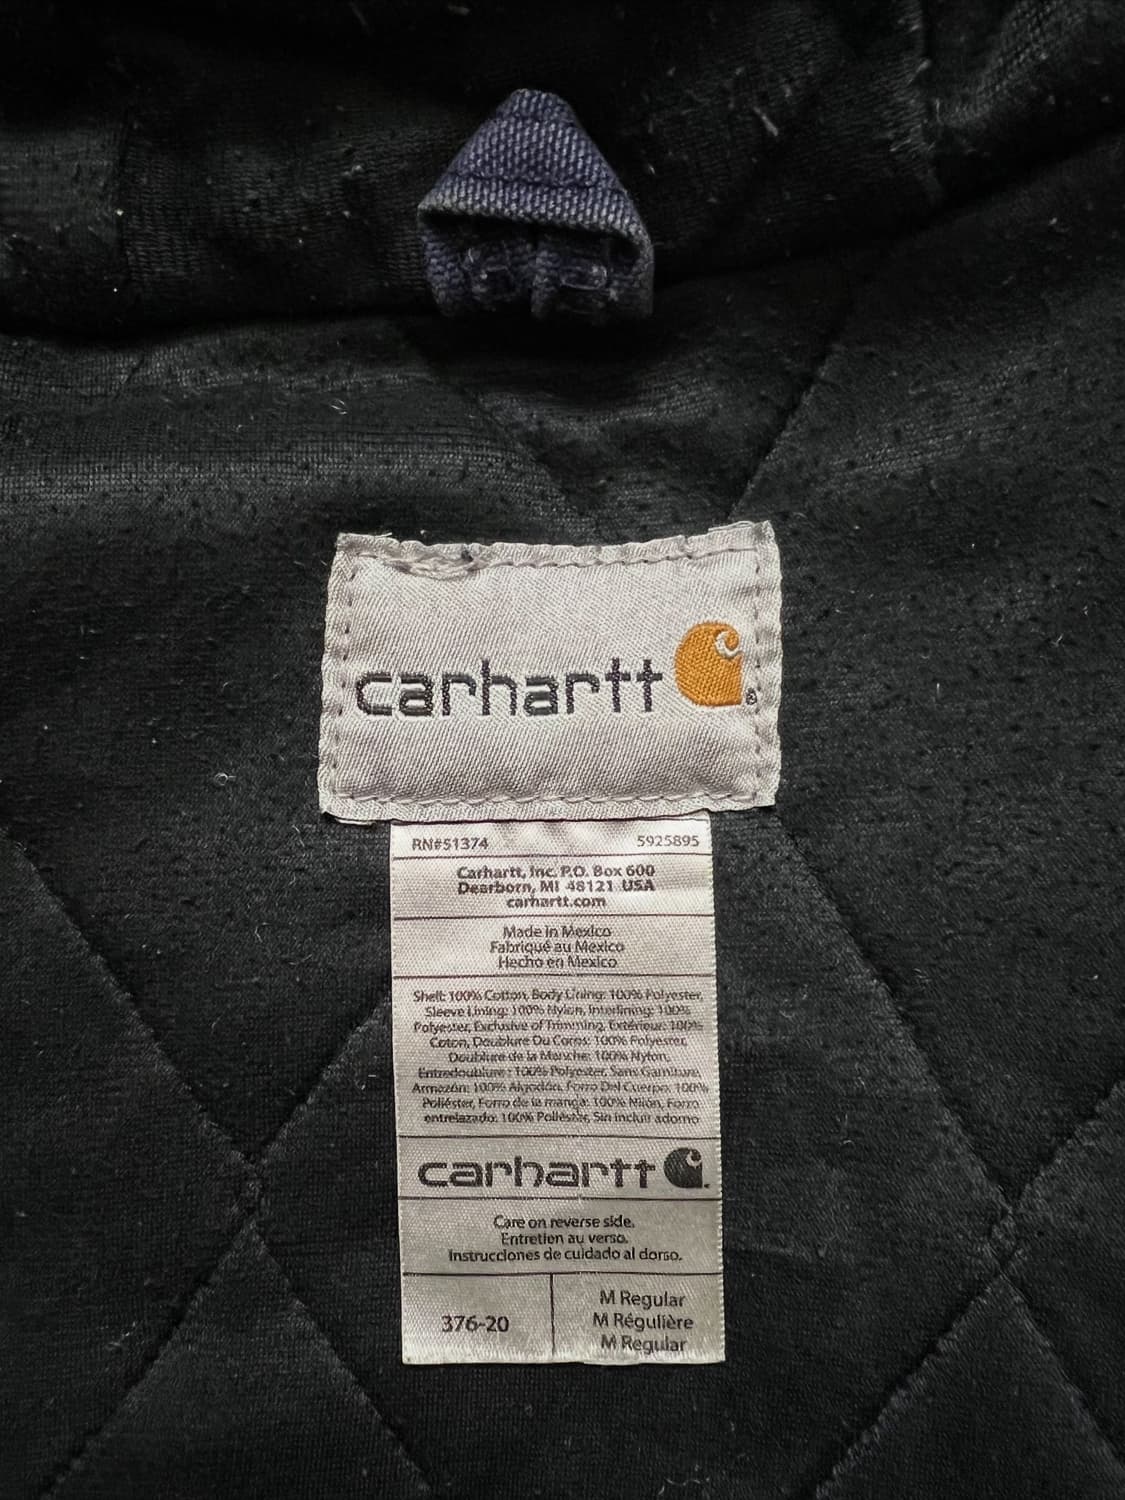 carhartt
®
RN#51374 5925895
Carhartt, Inc. P.O. Box 600
Dearborn, MI 48121 USA
carhartt.com
Made in Mexico
Fabriqué au Mexico
Hecho en Mexico
Shell: 100% Cotton, Body Lining: 100% Polyester,
Sleeve Lining: 100% Nylon, Interlining: 100%
Polyester, Exclusive of Trimming, Extérieur: 100%
Coton, Doublure Du Corps: 100% Polyester,
Doublure de la Manche: 100% Nylon,
Entredoublure : 100% Polyester, Sans Garniture,
Armazón: 100% Algodón, Forro Del Cuerpo: 100%
Poliéster, Forro de la manga: 100% Nilón, Forro
entrelazado: 100% Poliéster, Sin incluir adorno
carhartt
Care on reverse side.
Entretien au verso.
Instrucciones de cuidado al dorso.
376-20
M Regular
M Régulière
M Regular